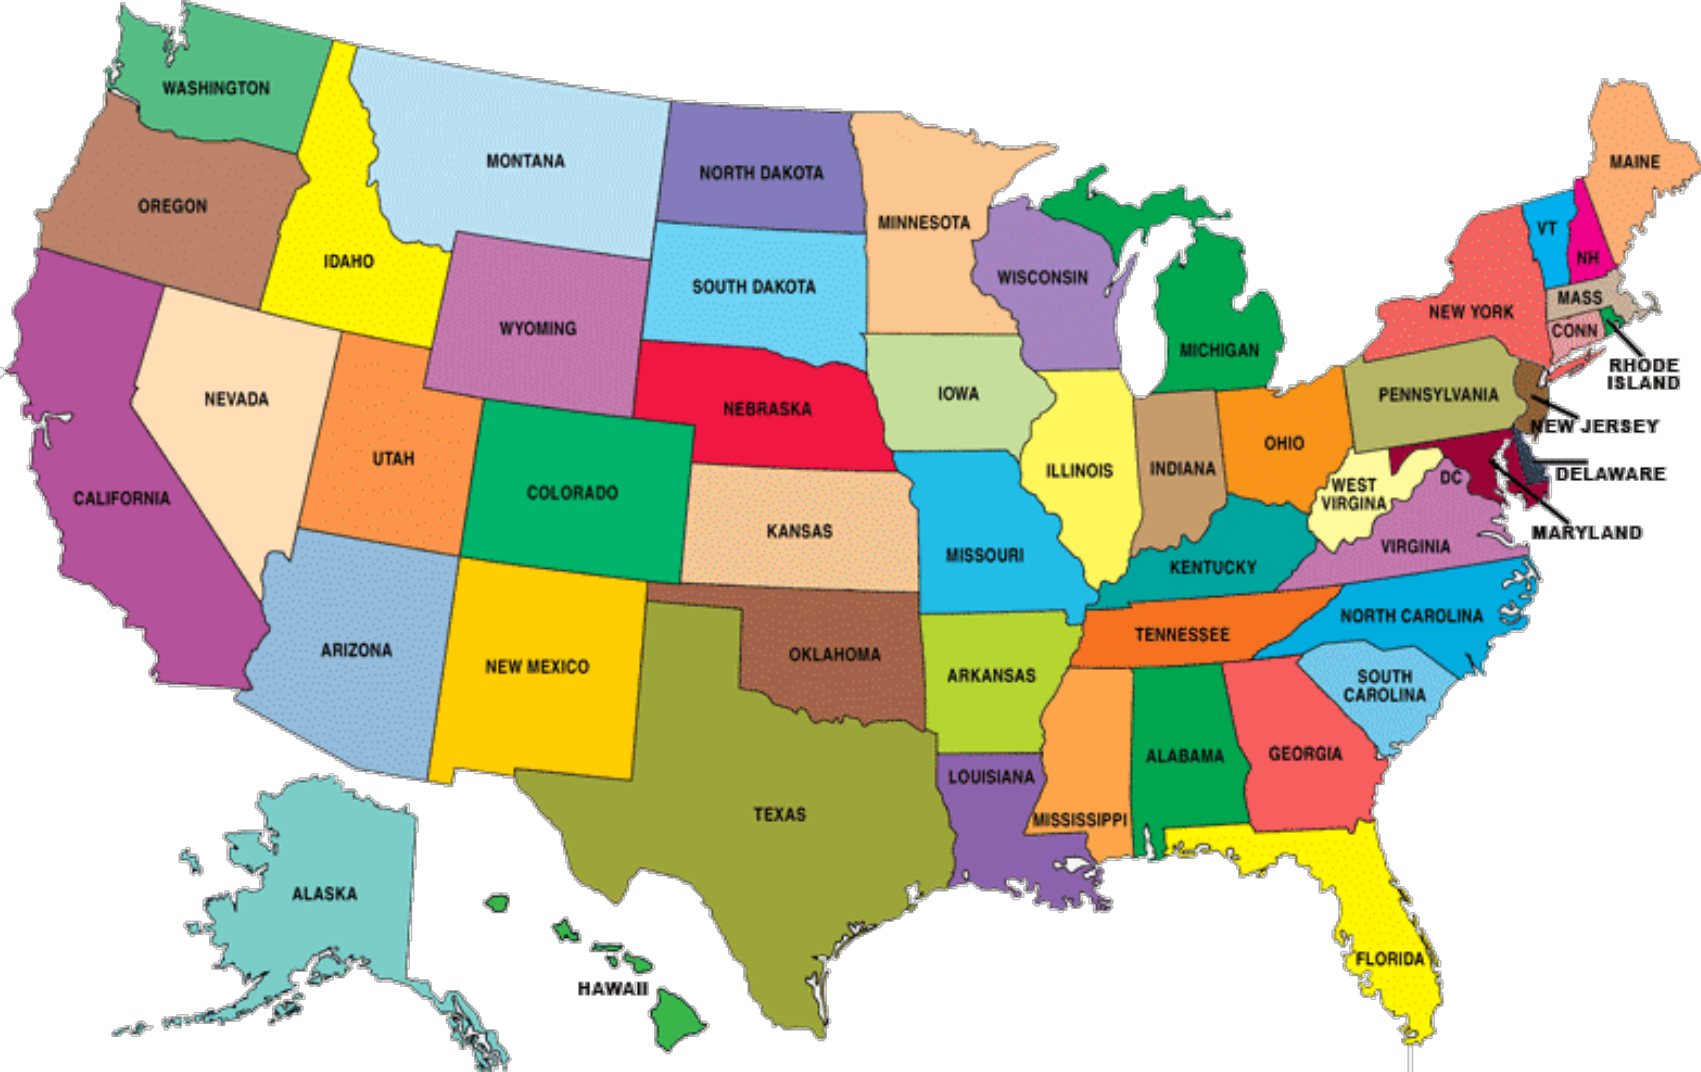 WASHINGTON
MONTANA
NORTH DAKOTA
MINNESOTA
MAINE
OREGON
IDAHO
VT
NH
WISCONSIN
SOUTH DAKOTA
WYOMING
MASS
NEW YORK
CONN
MICHIGAN
RHODE
ISLAND
NEVADA
NEBRASKA
IOWA
PENNSYLVANIA
NEW JERSEY
UTAH
OHIO
ILLINOIS
INDIANA
CALIFORNIA
COLORADO
WEST
VIRGINA
DC
DELAWARE
KANSAS
MARYLAND
MISSOURI
KENTUCKY
VIRGINIA
ARIZONA
NEW MEXICO
OKLAHOMA
ARKANSAS
TENNESSEE
NORTH CAROLINA
SOUTH
CAROLINA
ALABAMA
GEORGIA
LOUISIANA
TEXAS
MISSISSIPPI
ALASKA
HAWAII
FLORIDA